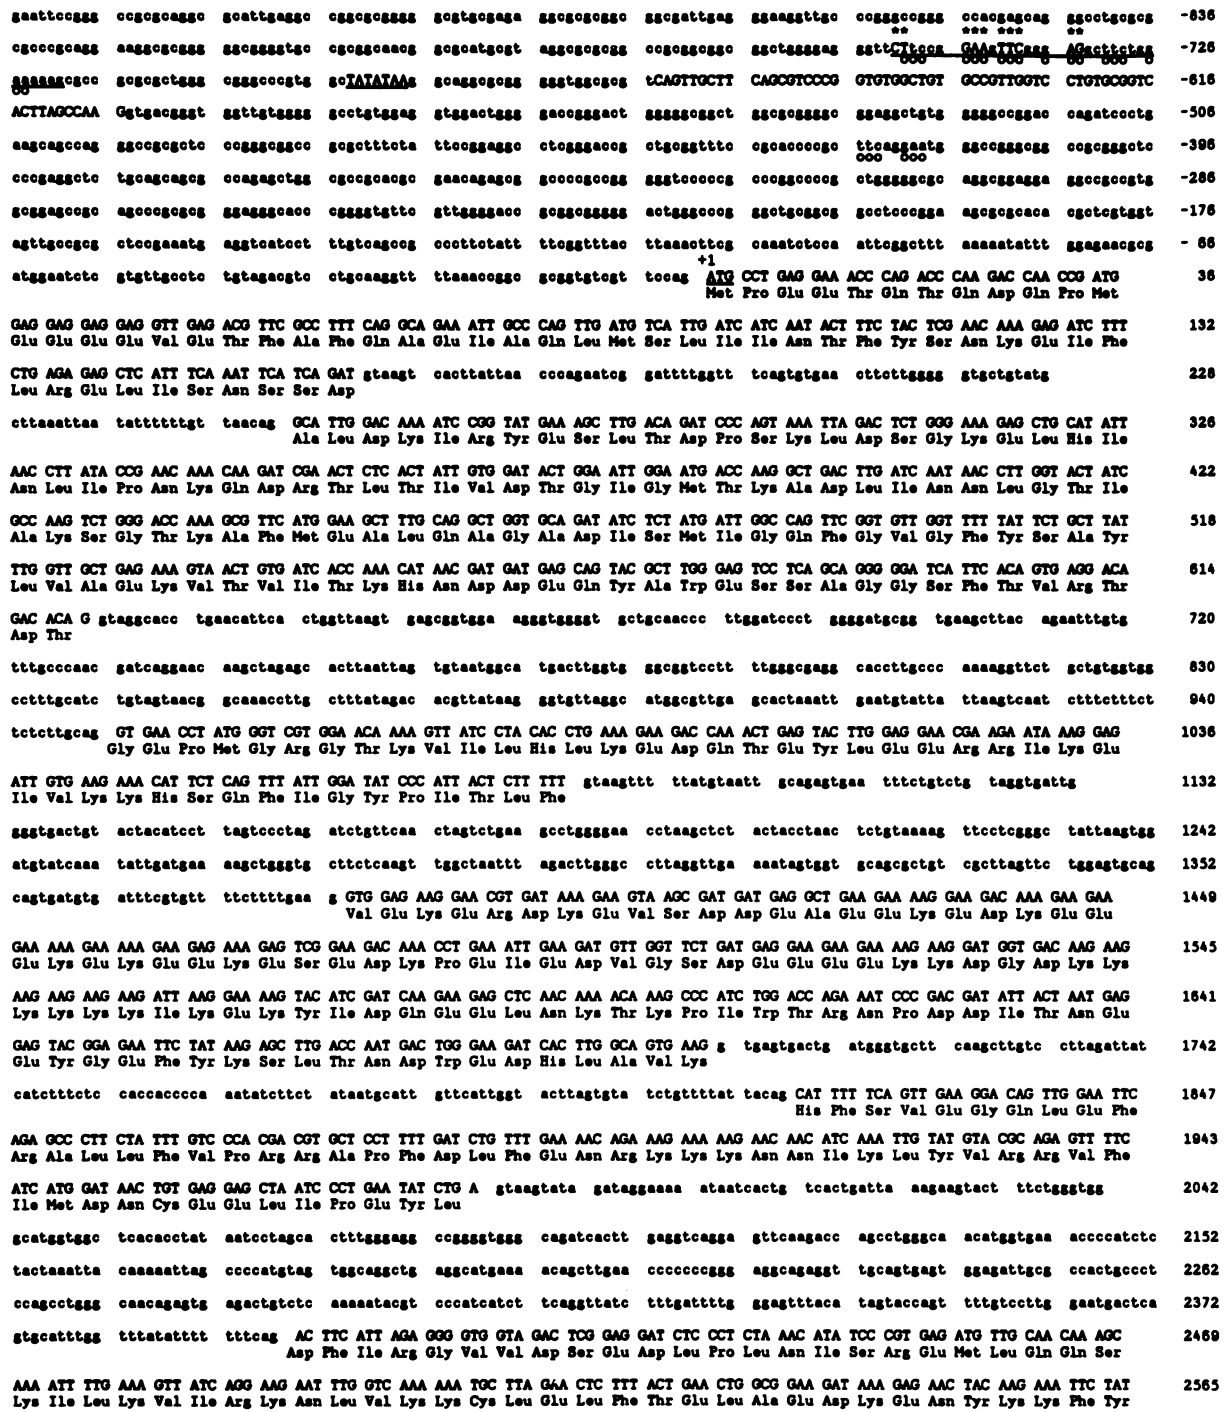 gaattccggg ccgcgcaggc gcattgaggc cggcgcgggg gcgtgcgaga ggcgcgcggc ggcgattgag ggaaggttgc ccgggccggg ccacgagcag ggcctgcgcg -836
** *** *** **
cgcccgcagg aaggcgcggg ggcggggtgc cgcggcaacg gcgcatgcgt aggcgcgcgg ccgcggcggc ggctggggag ggttCTtccg GAAgTTCggg AGgcttctgg -726
ooo ooo ooo o oo ooo o
aaaaagcgcc gcgcgctggg cgggcccgtg gcTATATAAg gcaggcgcgg gggtggcgcg tCAGTTGCTT CAGCGTCCCG GTGTGGCTGT GCCGTTGGTC CTGTGCGGTC -616
oo
ACTTAGCCAA Ggtgacgggt ggttgtgggg gcctgtggag gtggactggg gaccgggact gggggcggct ggcgcggggc ggaggctgtg ggggccggac cagatccctg -506
aagcagccag ggccgcgctc ccgggcggcc gcgctttcta ttccggaggc ctcgggaccg ctgcggtttc cgcaccccgc ttcaggaatg ggccgggcgg ccgcgggctc -396
ooo ooo
cccgaggctc tgcagcagcg ccagagctgg cgccgcacgc gaacagagcg gccccgccgg gggtcccccg cccggccccg ctgggggcgc aggcggagga ggccgccgtg -286
gcggagccgc agcccgcgcg ggagggcacc cggggtgttc gttggggacc gcggcggggg actgggcccg ggctgcggcg gcctcccgga agcgcgcaca cgctcgtggt -176
agttgccgcg ctccgaaatg aggtcatcct ttgtcagccg cccttctatt ttcggtttac ttaaacttcg caaatctcca attcggcttt aaaaatattt ggagaacgcg - 66
+1
atggaatctc gtgttgcctc tgtagacgtc ctgcaaggtt tttaaaccggc gcggtgtcgt tcccag ATG CCT GAG GAA ACC CAG ACC CAA GAC CAA CCG ATG 36
Met Pro Glu Glu Thr Gln Thr Gln Asp Gln Pro Met
GAG GAG GAG GAG GTT GAG ACG TTC GCC TTT CAG GCA GAA ATT GCC CAG TTG ATG TCA TTG ATC ATC AAT ACT TTC TAC TCG AAC AAA GAG ATC TTT 132
Glu Glu Glu Glu Val Glu Thr Phe Ala Phe Gln Ala Glu Ile Ala Gln Leu Met Ser Leu Ile Ile Asn Thr Phe Tyr Ser Asn Lys Glu Ile Phe
CTG AGA GAG CTC ATT TCA AAT TCA TCA GAT gtaagt cacttattaa cccagaatcg gattttggtt tcagtgtgaa cttcttgggg gtgctgtatg 228
Leu Arg Glu Leu Ile Ser Asn Ser Ser Asp
cttaaattaa tattttttgt taacag GCA TTG GAC AAA ATC CGG TAT GAA AGC TTG ACA GAT CCC AGT AAA TTA GAC TCT GGG AAA GAG CTG CAT ATT 326
Ala Leu Asp Lys Ile Arg Tyr Glu Ser Leu Thr Asp Pro Ser Lys Leu Asp Ser Gly Lys Glu Leu His Ile
AAC CTT ATA CCG AAC AAA CAA GAT CGA ACT CTC ACT ATT GTG GAT ACT GGA ATT GGA ATG ACC AAG GCT GAC TTG ATC AAT AAC CTT GGT ACT ATC 422
Asn Leu Ile Pro Asn Lys Gln Asp Arg Thr Leu Thr Ile Val Asp Thr Gly Ile Gly Met Thr Lys Ala Asp Leu Ile Asn Asn Leu Gly Thr Ile
GCC AAG TCT GGG ACC AAA GCG TTC ATG GAA GCT TTG CAG GCT GGT GCA GAT ATC TCT ATG ATT GGC CAG TTC GGT GTT GGT TTT TAT TCT GCT TAT 518
Ala Lys Ser Gly Thr Lys Ala Phe Met Glu Ala Leu Gln Ala Gly Ala Asp Ile Ser Met Ile Gly Gln Phe Gly Val Gly Phe Tyr Ser Ala Tyr
TTG GTT GCT GAG AAA GTA ACT GTG ATC ACC AAA CAT AAC GAT GAT GAG CAG TAC GCT TGG GAG TCC TCA GCA GGG GGA TCA TTC ACA GTG AGG ACA 614
Leu Val Ala Glu Lys Val Thr Val Ile Thr Lys His Asn Asp Asp Glu Gln Tyr Ala Trp Glu Ser Ser Ala Gly Gly Ser Phe Thr Val Arg Thr
GAC ACA G gtaggcacc tgaacattca ctggttaagt gagcggtgga agggtggggt gctgcaaccc ttggatccct ggggatgcgg tgaagcttac agaatttgtg 720
Asp Thr
tttgcccaac gatcaggaac aagctagagc acttaattag tgtaatggca tgacttggtg ggcggtcctt ttgggcgagg caccttgccc aaaaggttct gctgtggtgg 830
cctttgcatc tgtagtaacg gcaaaccttg ctttatagac acgttataag ggtgttaggc atggcgttga gcactaaatt gaatgtatta ttaagtcaat cttttctttct 940
tctcttgcag GT GAA CCT ATG GGT CGT GGA ACA AAA GTT ATC CTA CAC CTG AAA GAA GAC CAA ACT GAG TAC TTG GAG GAA CGA AGA ATA AAG GAG 1036
Gly Glu Pro Met Gly Arg Gly Thr Lys Val Ile Leu His Leu Lys Glu Asp Gln Thr Glu Tyr Leu Glu Glu Arg Arg Ile Lys Glu
ATT GTG AAG AAA CAT TCT CAG TTT ATT GGA TAT CCC ATT ACT CTT TTT gtaagtttt ttatgtaatt gcagagtgaa tttctgtctg taggtgattg 1132
Ile Val Lys Lys His Ser Gln Phe Ile Gly Tyr Pro Ile Thr Leu Phe
gggtgactgt actacatcct tagtccctag atctgttcaa ctagtctgaa gcctggggaa cctaagctct actacctaac tctgtaaaag ttcctcgggc tattaagtgg 1242
atgtatcaaa tattgatgaa aagctgggtg cttctcaagt tggctaattt agacttgggc cttaggttga aaatagtggt gcagcgctgt cgcttagttc tggagtgcag 1352
cagtgatgtg atttcgtgtt ttcttttgaa g GTG GAG AAG GAA CGT GAT AAA GAA GTA AGC GAT GAT GAG GCT GAA GAA AAG GAA GAC AAA GAA GAA 1449
Val Glu Lys Glu Arg Asp Lys Glu Val Ser Asp Asp Glu Ala Glu Glu Lys Glu Asp Lys Glu Glu
GAA AAA GAA AAA GAA GAG AAA GAG TCG GAA GAC AAA CCT GAA ATT GAA GAT GTT GGT TCT GAT GAG GAA GAA GAA AAG AAG GAT GGT GAC AAG AAG 1545
Glu Lys Glu Lys Glu Glu Lys Glu Ser Glu Asp Lys Pro Glu Ile Glu Asp Val Gly Ser Asp Glu Glu Glu Glu Lys Lys Asp Gly Asp Lys Lys
AAG AAG AAG AAG ATT AAG GAA AAG TAC ATC GAT CAA GAA GAG CTC AAC AAA ACA AAG CCC ATC TGG ACC AGA AAT CCC GAC GAT ATT ACT AAT GAG 1641
Lys Lys Lys Lys Ile Lys Glu Lys Tyr Ile Asp Gln Glu Glu Leu Asn Lys Thr Lys Pro Ile Trp Thr Arg Asn Pro Asp Asp Ile Thr Asn Glu
GAG TAC GGA GAA TTC TAT AAG AGC TTG ACC AAT GAC TGG GAA GAT CAC TTG GCA GTG AAG g tgagtgactg atgggtgctt caagcttgtc cttagattat 1742
Glu Tyr Gly Glu Phe Tyr Lys Ser Leu Thr Asn Asp Trp Glu Asp His Leu Ala Val Lys
catctttctc caccacccca aatatcttct ataatgcatt gttcattggt acttagtgta tctgttttat tacag CAT TTT TCA GTT GAA GGA CAG TTG GAA TTC 1847
His Phe Ser Val Glu Gly Gln Leu Glu Phe
AGA GCC CTT CTA TTT GTC CCA CGA CGT GCT CCT TTT GAT CTG TTT GAA AAC AGA AAG AAA AAG AAC AAC ATC AAA TTG TAT GTA CGC AGA GTT TTC 1943
Arg Ala Leu Leu Phe Val Pro Arg Arg Ala Pro Phe Asp Leu Phe Glu Asn Arg Lys Lys Lys Asn Asn Ile Lys Leu Tyr Val Arg Arg Val Phe
ATC ATG GAT AAC TGT GAG GAG CTA ATC CCT GAA TAT CTG A gtaagtata gataggaaaa ataatcactg tcactgatta aagaagtact ttctgggtgg 2042
Ile Met Asp Asn Cys Glu Glu Leu Ile Pro Glu Tyr Leu
gcatggtggc tcacacctat aatcctagca ctttgggagg ccggggtggg cagatcactt gaggtcagga gttcaagacc agcctgggca acatggtgaa accccatctc 2152
tactaaatta caaaaattag ccccatgtag tggcaggctg aggcatgaaa acagcttgaa cccccccggg aggcagaggt tgcagtgagt ggagattgcg ccactgccct 2262
ccagcctggg caacagagtg agactgtctc aaaaatacgt cccatcatct tcaggttatc tttgattttg ggagtttaca tagtaccagt tttgtccttg gaatgactca 2372
gtgcatttgg tttatatttt tttcag AC TTC ATT AGA GGG GTG GTA GAC TCG GAG GAT CTC CCT CTA AAC ATA TCC CGT GAG ATG TTG CAA CAA AGC 2469
Asp Phe Ile Arg Gly Val Val Asp Ser Glu Asp Leu Pro Leu Asn Ile Ser Arg Glu Met Leu Gln Gln Ser
AAA ATT TTG AAA GTT ATC AGG AAG AAT TTG GTC AAA AAA TGC TTA GAA CTC TTT ACT GAA CTG GCG GAA GAT AAA GAG AAC TAC AAG AAA TTC TAT 2565
Lys Ile Leu Lys Val Ile Arg Lys Asn Leu Val Lys Lys Cys Leu Glu Leu Phe Thr Glu Leu Ala Glu Asp Lys Glu Asn Tyr Lys Lys Phe Tyr